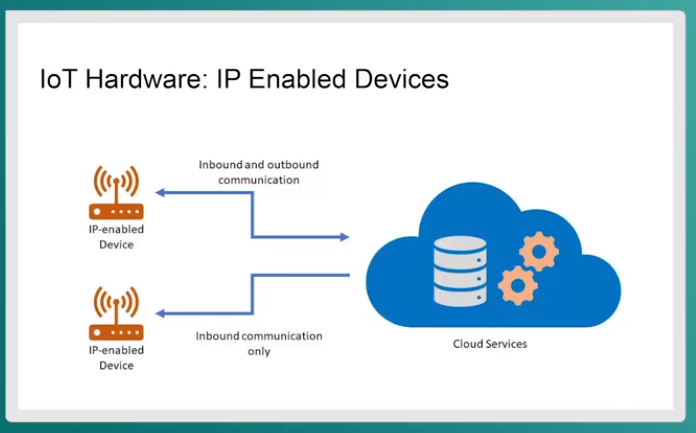 IoT Hardware: IP Enabled Devices
Inbound and outbound
communication
IP-enabled
Device
Inbound communication
only
IP-enabled
Device
Cloud Services